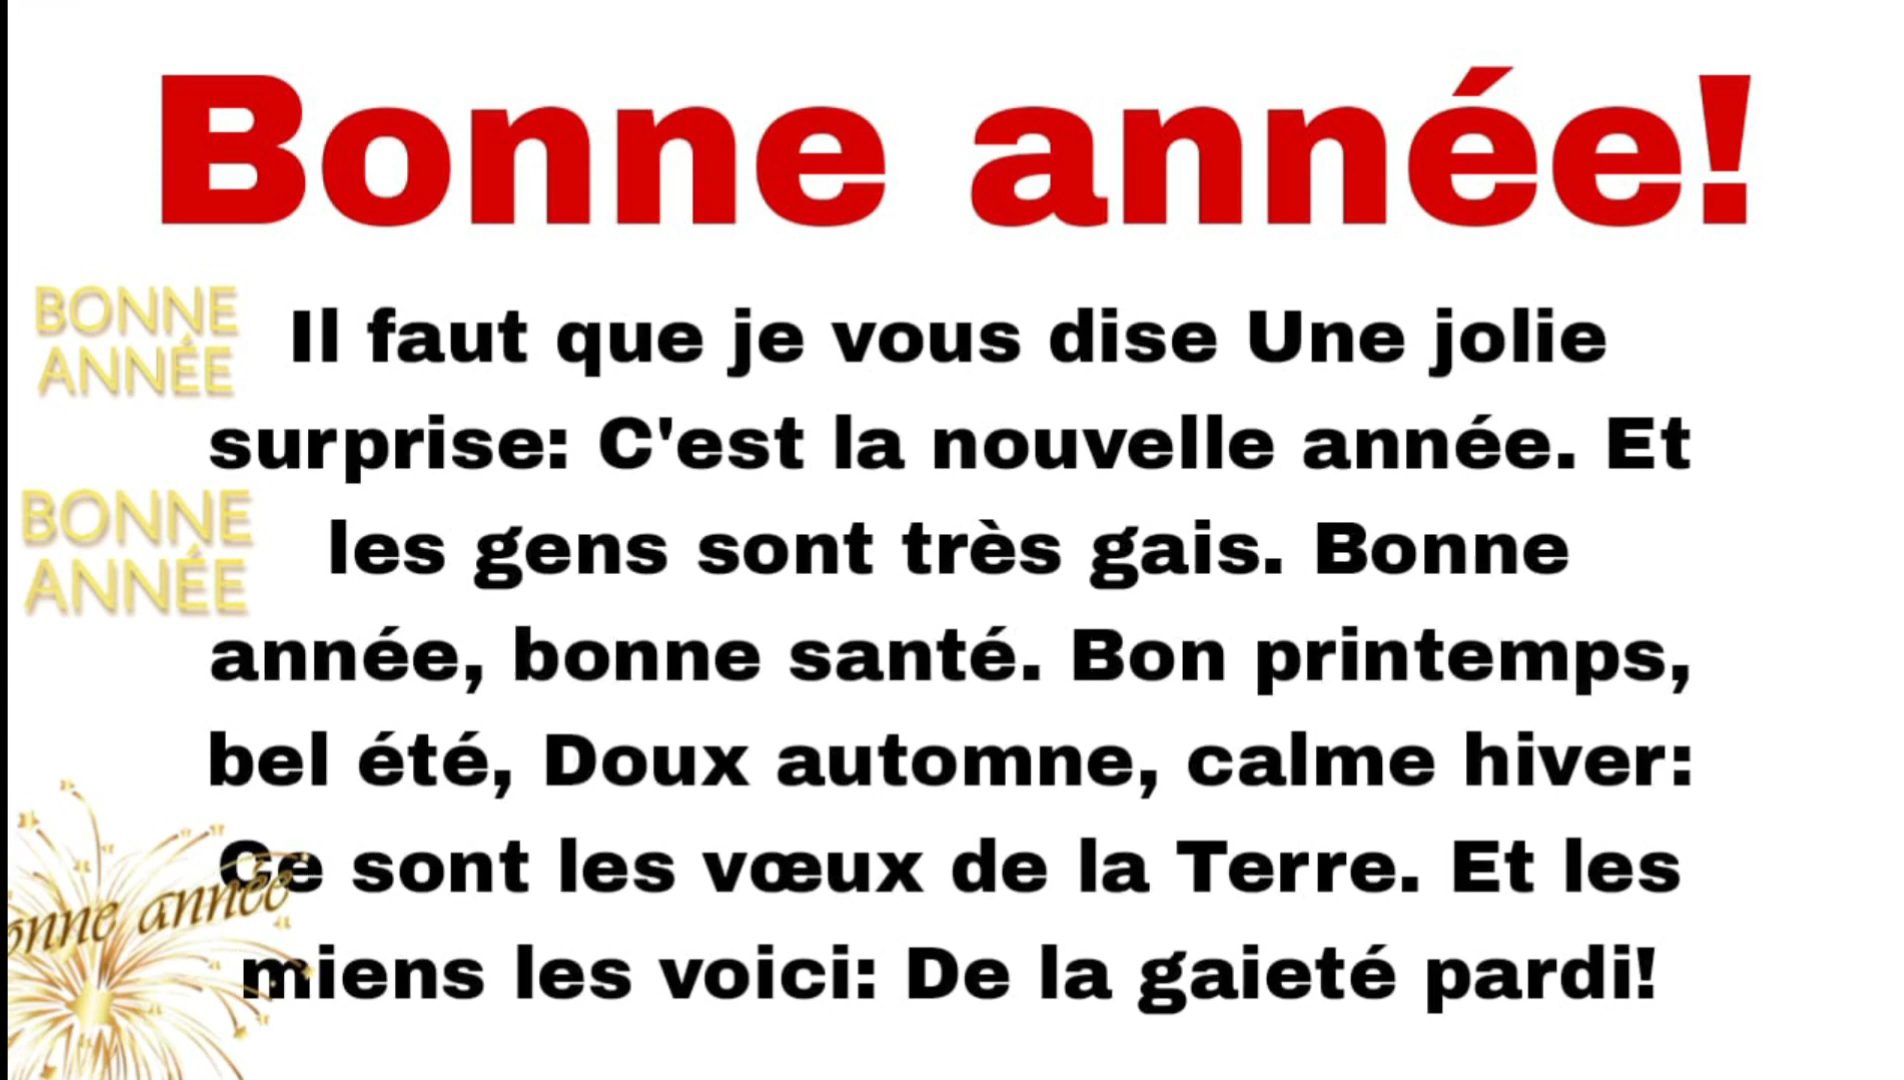 Bonne année!
BONNE
ANNÉE
Il faut que je vous dise Une jolie
surprise: C'est la nouvelle année. Et
les gens sont très gais. Bonne
année, bonne santé. Bon printemps,
bel été, Doux automne, calme hiver:
Ce sont les vœux de la Terre. Et les
miens les voici: De la gaieté pardi!
BONNE
ANNÉE
onne année